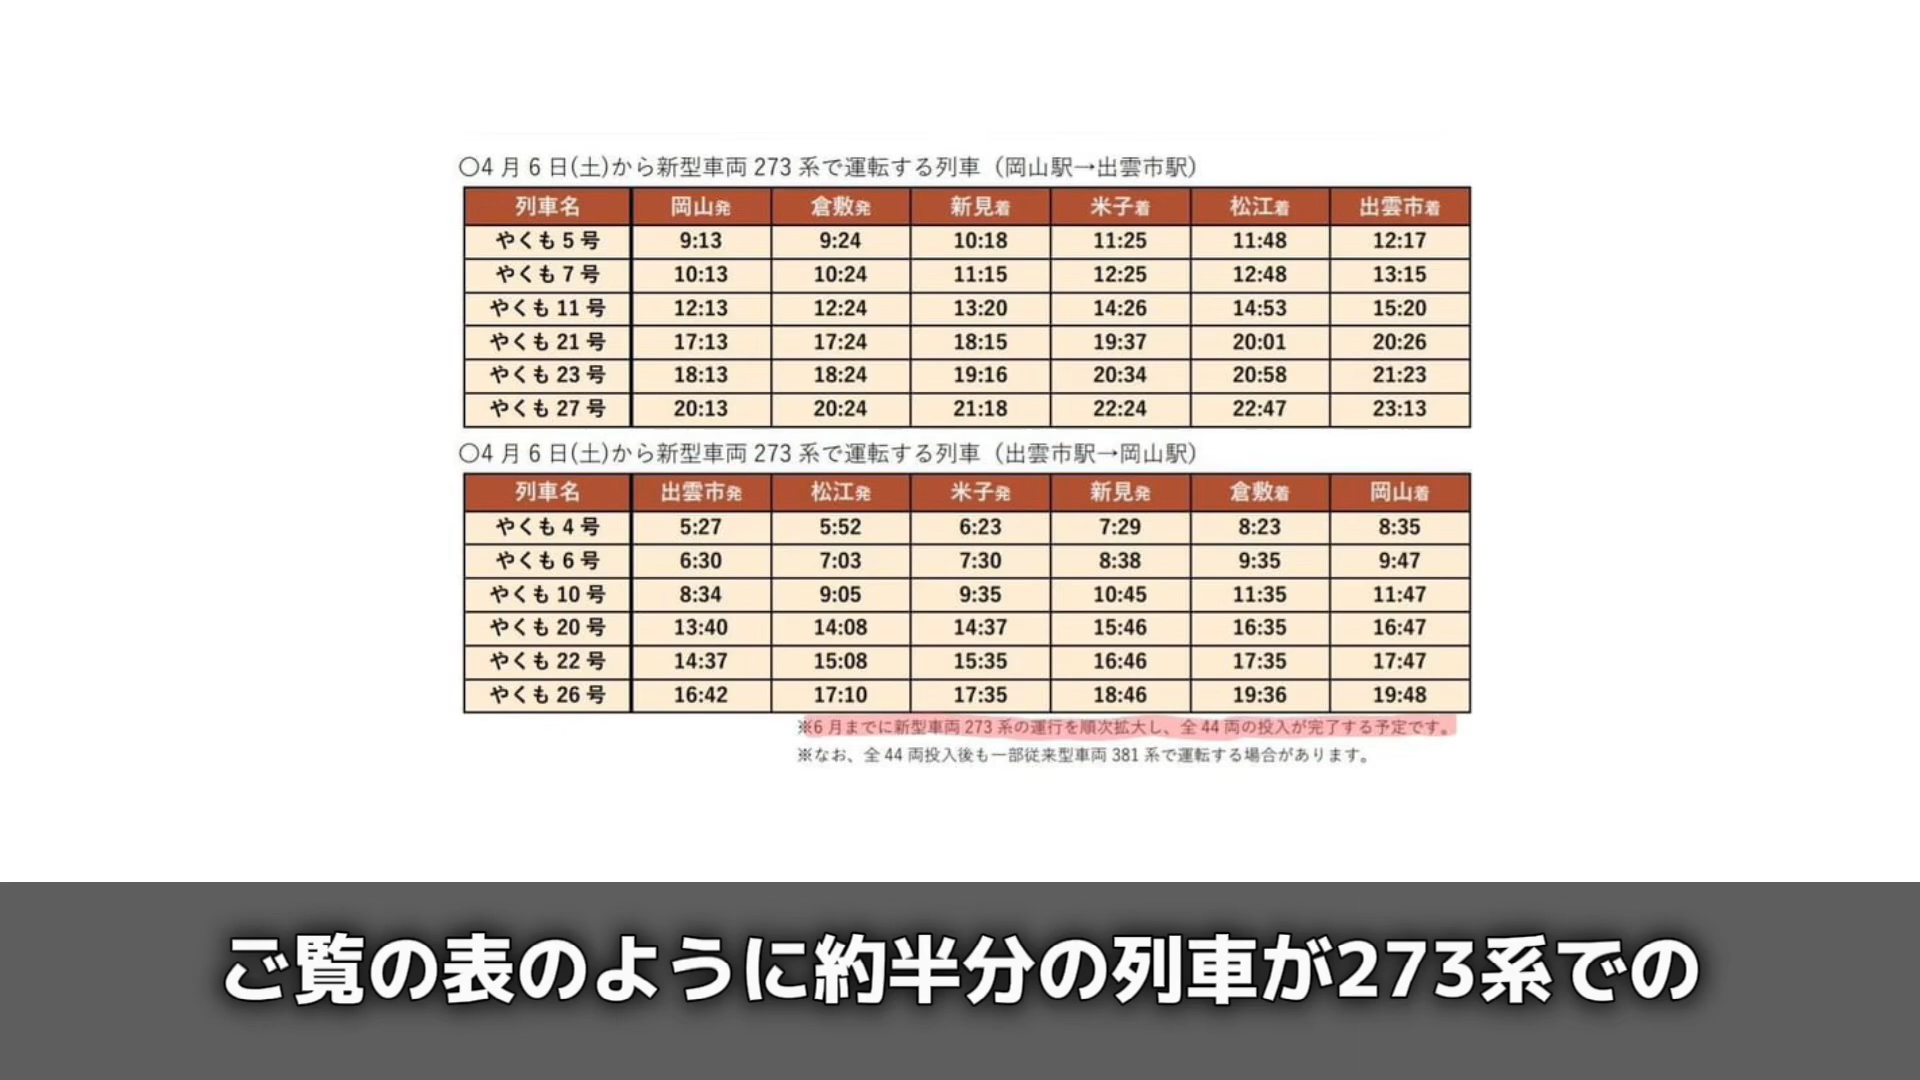 〇4月6日(土)から新型車両273系で運転する列車（岡山駅→出雲市駅）
列車名 岡山発 倉敷発 新見着 米子着 松江着 出雲市着
やくも5号 9:13 9:24 10:18 11:25 11:48 12:17
やくも7号 10:13 10:24 11:15 12:25 12:48 13:15
やくも11号 12:13 12:24 13:20 14:26 14:53 15:20
やくも21号 17:13 17:24 18:15 19:37 20:01 20:26
やくも23号 18:13 18:24 19:16 20:34 20:58 21:23
やくも27号 20:13 20:24 21:18 22:24 22:47 23:13
〇4月6日(土)から新型車両273系で運転する列車（出雲市駅→岡山駅）
列車名 出雲市発 松江発 米子発 新見発 倉敷着 岡山着
やくも4号 5:27 5:52 6:23 7:29 8:23 8:35
やくも6号 6:30 7:03 7:30 8:38 9:35 9:47
やくも10号 8:34 9:05 9:35 10:45 11:35 11:47
やくも20号 13:40 14:08 14:37 15:46 16:35 16:47
やくも22号 14:37 15:08 15:35 16:46 17:35 17:47
やくも26号 16:42 17:10 17:35 18:46 19:36 19:48
※6月までに新型車両273系の運行を順次拡大し、全44両の投入が完了する予定です。
※なお、全44両投入後も一部従来型車両381系で運転する場合があります。
ご覧の表のように約半分の列車が273系での